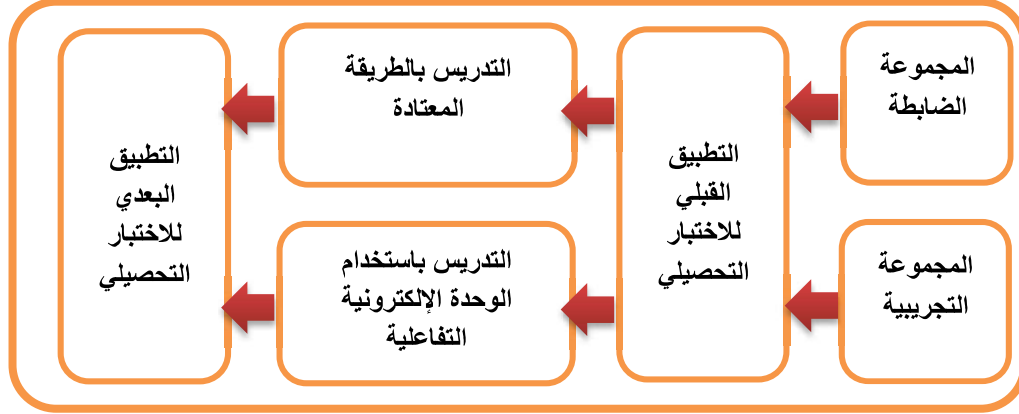 المجموعة
الضابطة
التطبيق
القبلي
للاختبار
التحصيلي
التدريس بالطريقة
المعتادة
التطبيق
البعدي
للاختبار
التحصيلي
المجموعة
التجريبية
التدريس باستخدام
الوحدة الإلكترونية
التفاعلية